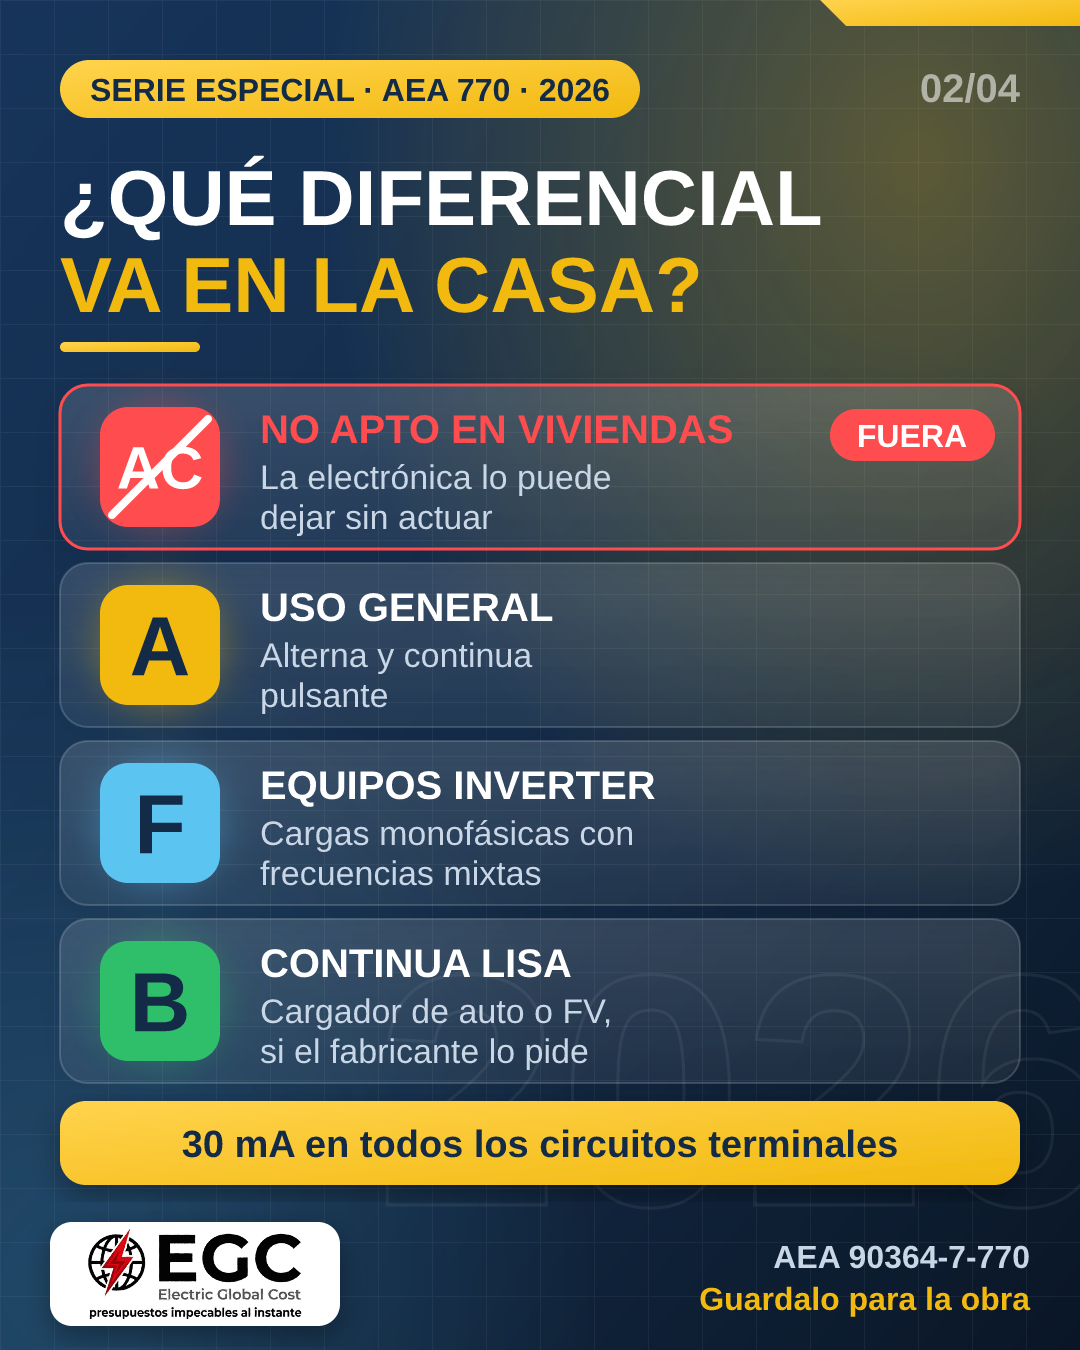 SERIE ESPECIAL · AEA 770 · 2026
02/04
¿QUÉ DIFERENCIAL
VA EN LA CASA?
AC
NO APTO EN VIVIENDAS
FUERA
La electrónica lo puede
dejar sin actuar
A
USO GENERAL
Alterna y continua
pulsante
F
EQUIPOS INVERTER
Cargas monofásicas con
frecuencias mixtas
B
CONTINUA LISA
Cargador de auto o FV,
si el fabricante lo pide
2026
30 mA en todos los circuitos terminales
EGC
Electric Global Cost
presupuestos impecables al instante
AEA 90364-7-770
Guardalo para la obra